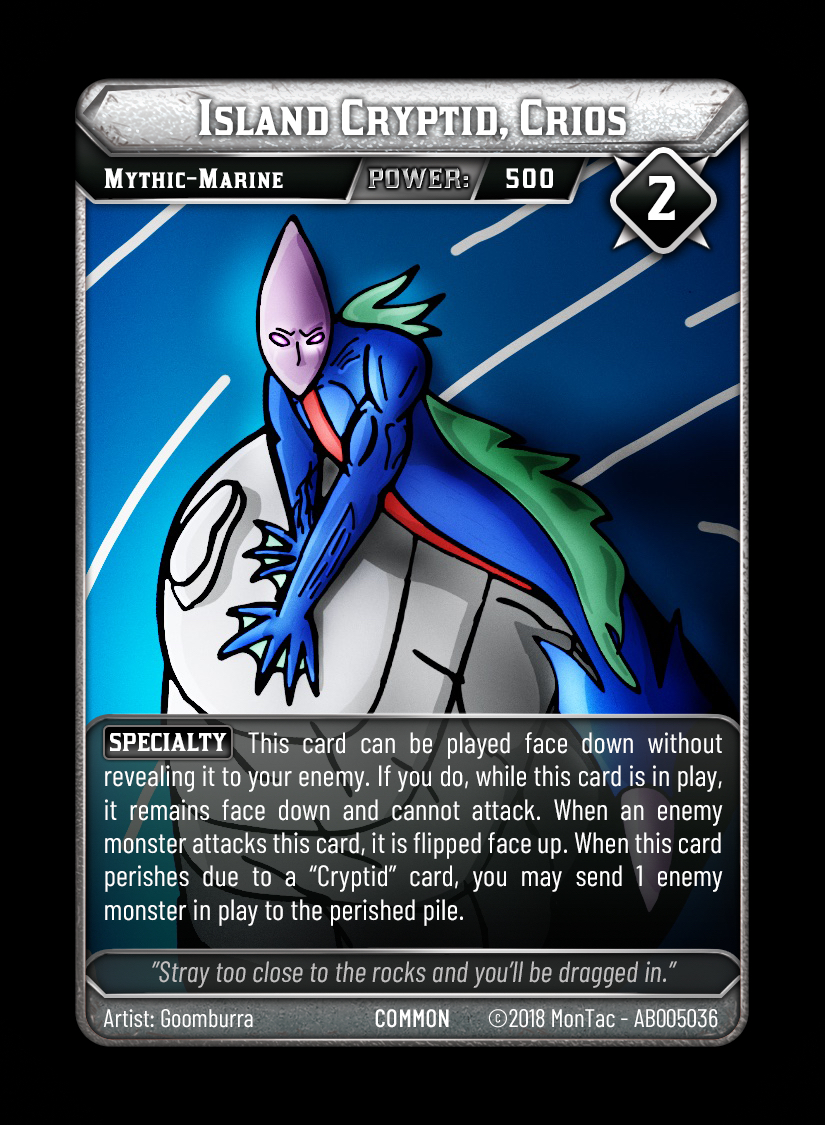 Island Cryptid, Crios
Mythic-Marine POWER: 500
2
SPECIALTY This card can be played face down without
revealing it to your enemy. If you do, while this card is in play,
it remains face down and cannot attack. When an enemy
monster attacks this card, it is flipped face up. When this card
perishes due to a “Cryptid” card, you may send 1 enemy
monster in play to the perished pile.
“Stray too close to the rocks and you’ll be dragged in.”
Artist: Goomburra COMMON ©2018 MonTac - AB005036